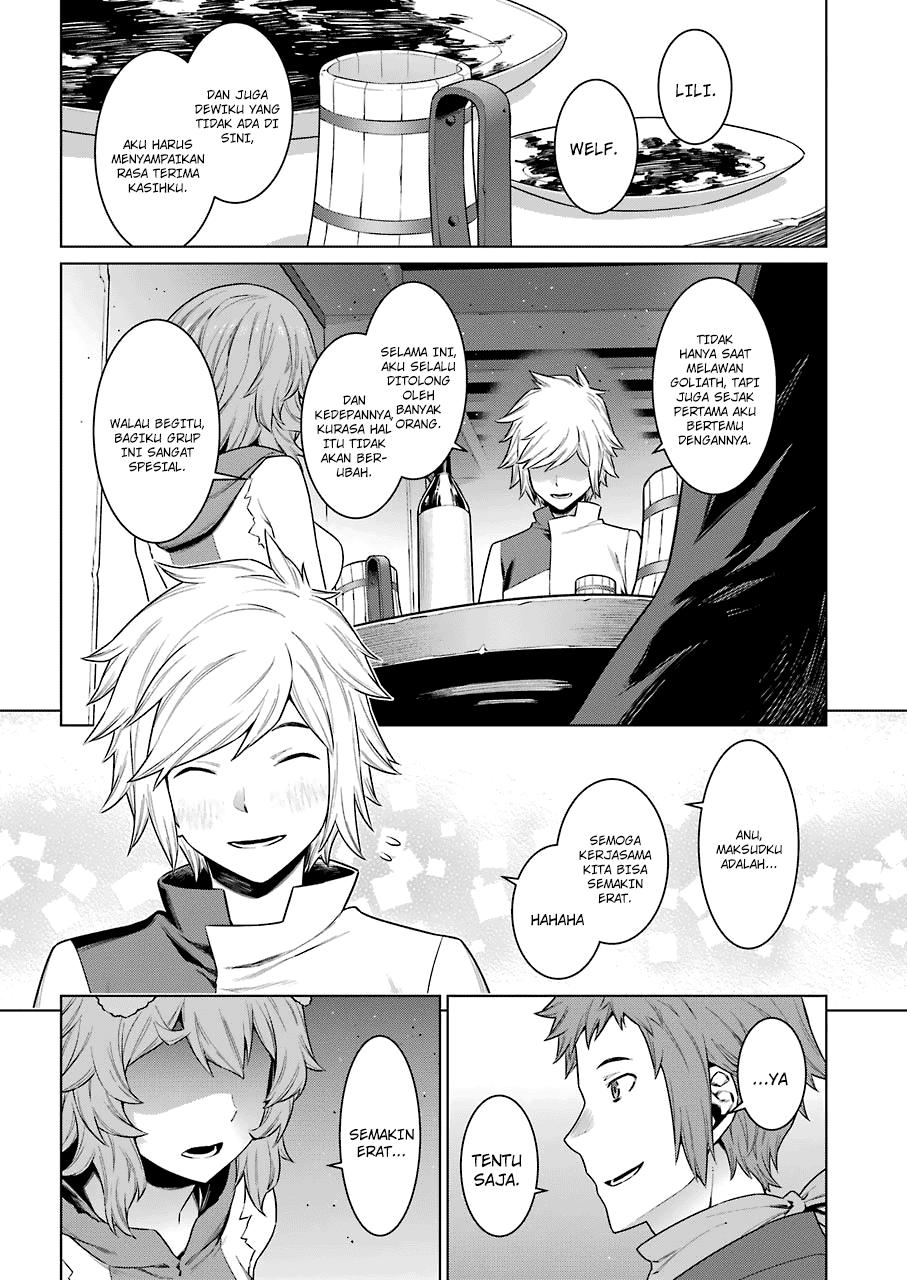 LILI.
WELF.
DAN JUGA
DEWIKU YANG
TIDAK ADA DI
SINI,
AKU HARUS
MENYAMPAIKAN
RASA TERIMA
KASIHKU.
TIDAK
HANYA SAAT
MELAWAN
GOLIATH, TAPI
JUGA SEJAK
PERTAMA AKU
BERTEMU
DENGANNYA.
SELAMA INI,
AKU SELALU
DITOLONG
OLEH
BANYAK
ORANG.
DAN
KEDEPANNYA,
KURASA HAL
ITU TIDAK
AKAN BER-
UBAH.
WALAU BEGITU,
BAGIKU GRUP
INI SANGAT
SPESIAL.
ANU,
MAKSUDKU
ADALAH...
SEMOGA
KERJASAMA
KITA BISA
SEMAKIN
ERAT.
HAHAHA
...YA
TENTU
SAJA.
SEMAKIN
ERAT...